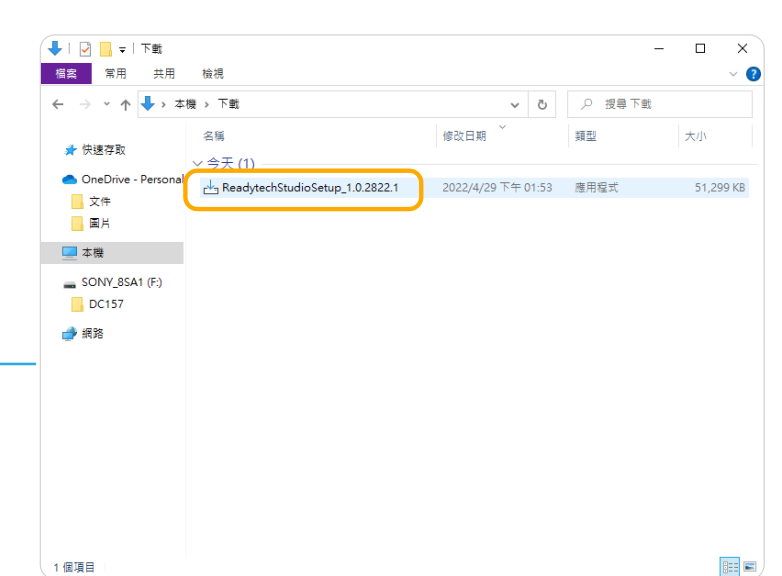 下載
檔案 常用 共用 檢視
本機 › 下載
搜尋 下載
名稱 修改日期 類型 大小
快速存取
今天 (1)
OneDrive - Personal
ReadytechStudioSetup_1.0.2822.1 2022/4/29 下午 01:53 應用程式 51,299 KB
文件
圖片
本機
SONY_8SA1 (F:)
DC157
網路
1 個項目